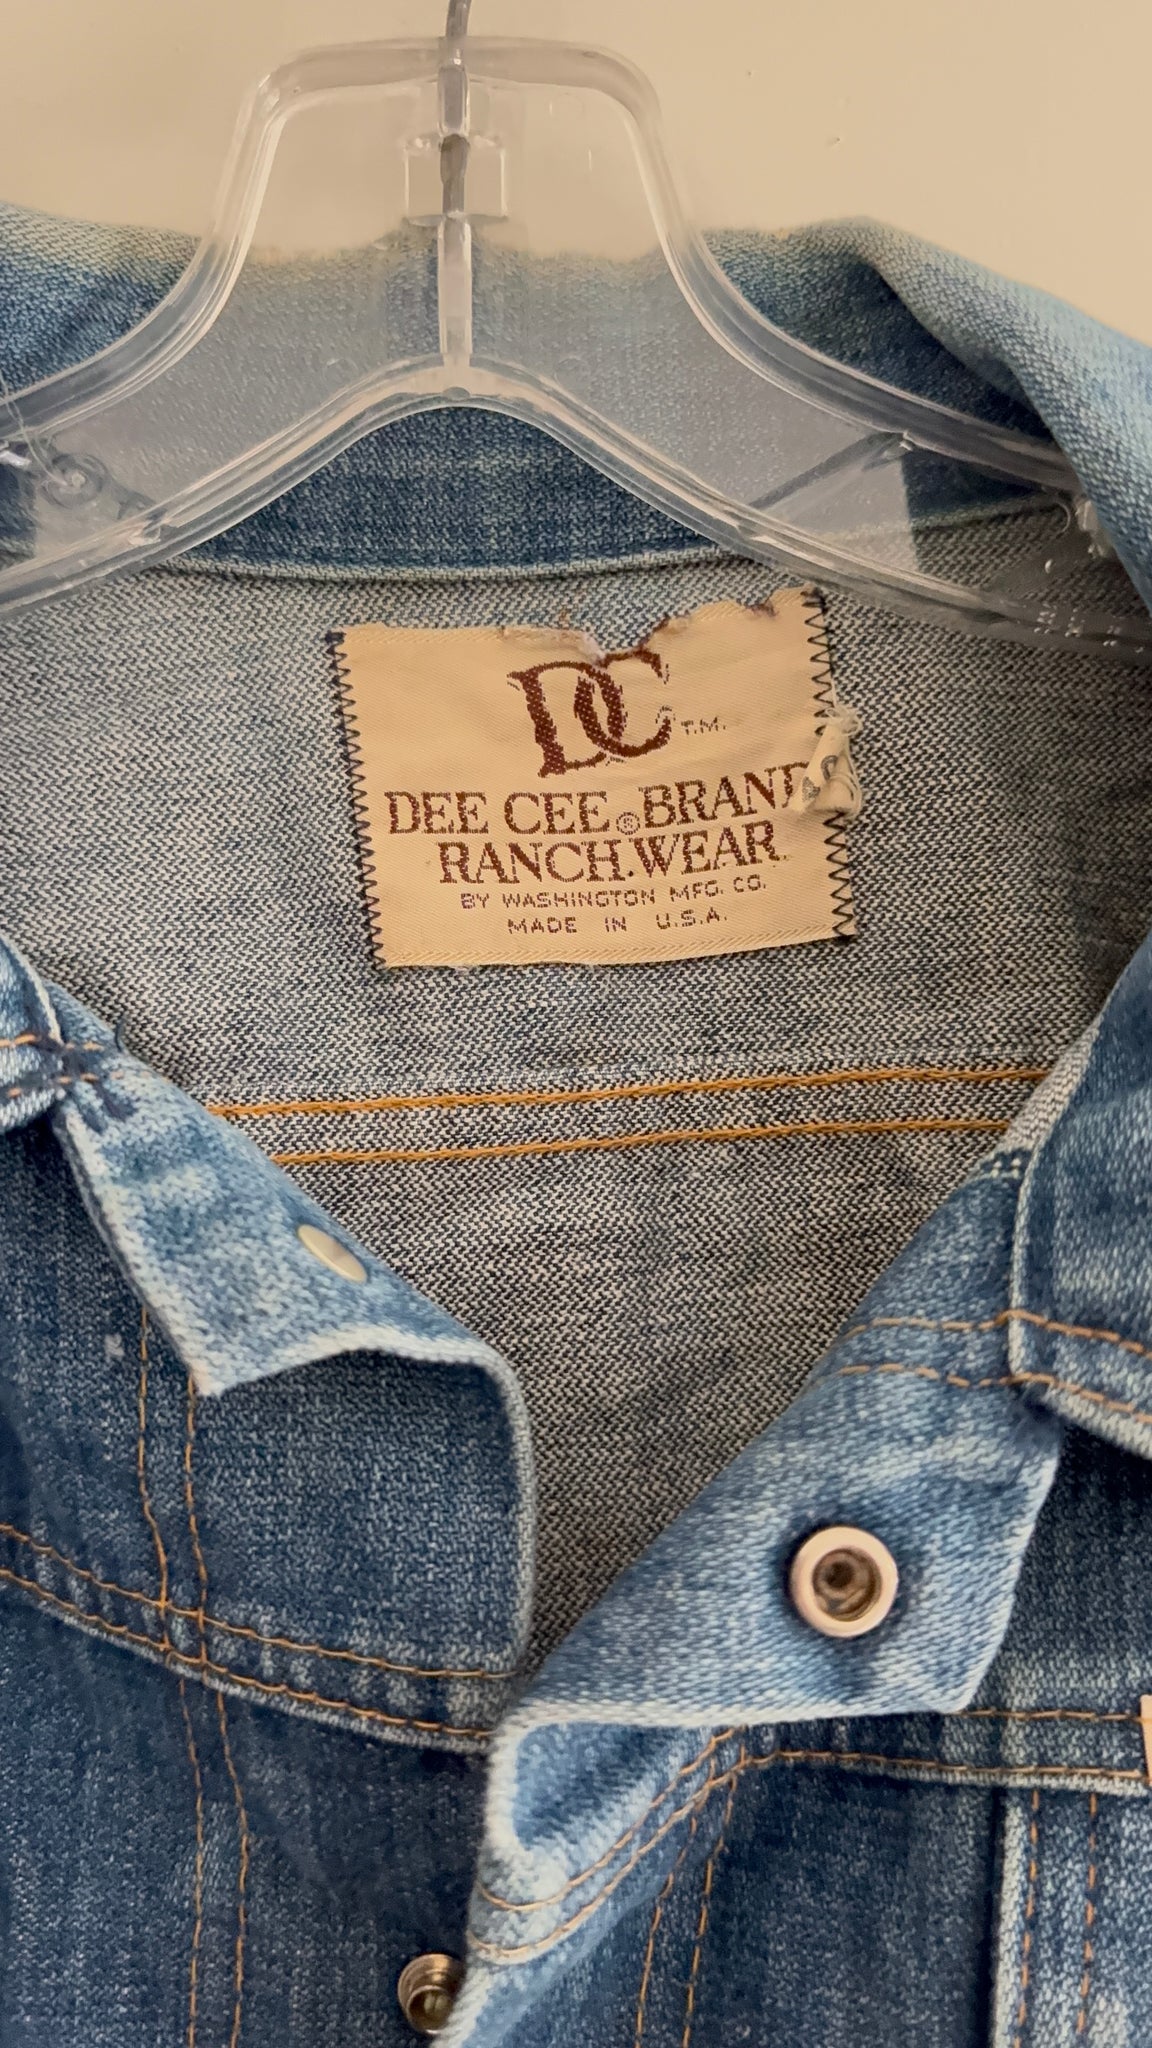 DC T.M.
DEE CEE ® BRAND
RANCH.WEAR
BY WASHINGTON MFG. CO.
MADE IN U.S.A.